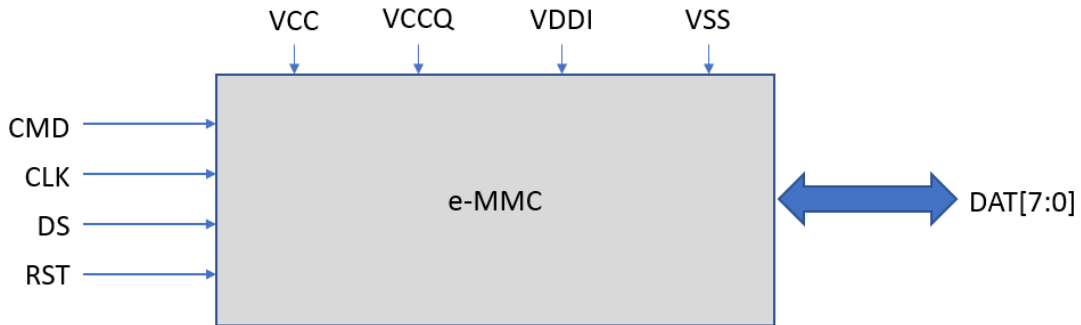 VCC VCCQ VDDI VSS
CMD
CLK
DS
RST
e-MMC
DAT[7:0]